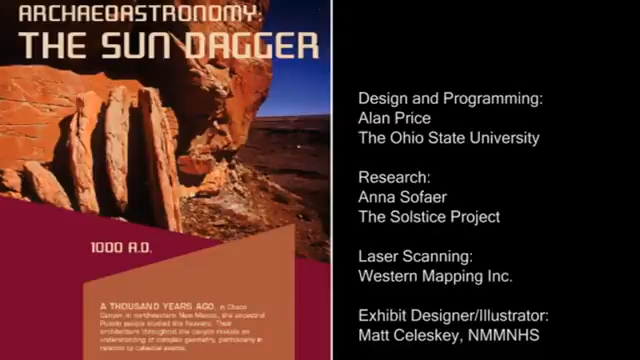 ARCHAEOASTRONOMY:
THE SUN DAGGER
1000 A.D.
A THOUSAND YEARS AGO, in Chaco
Canyon in northwestern New Mexico, the ancestral
Pueblo people studied the heavens. Their
architecture throughout the canyon reveals an
understanding of complex geometry, particularly in
relation to celestial events.
Design and Programming:
Alan Price
The Ohio State University
Research:
Anna Sofaer
The Solstice Project
Laser Scanning:
Western Mapping Inc.
Exhibit Designer/Illustrator:
Matt Celeskey, NMMNHS